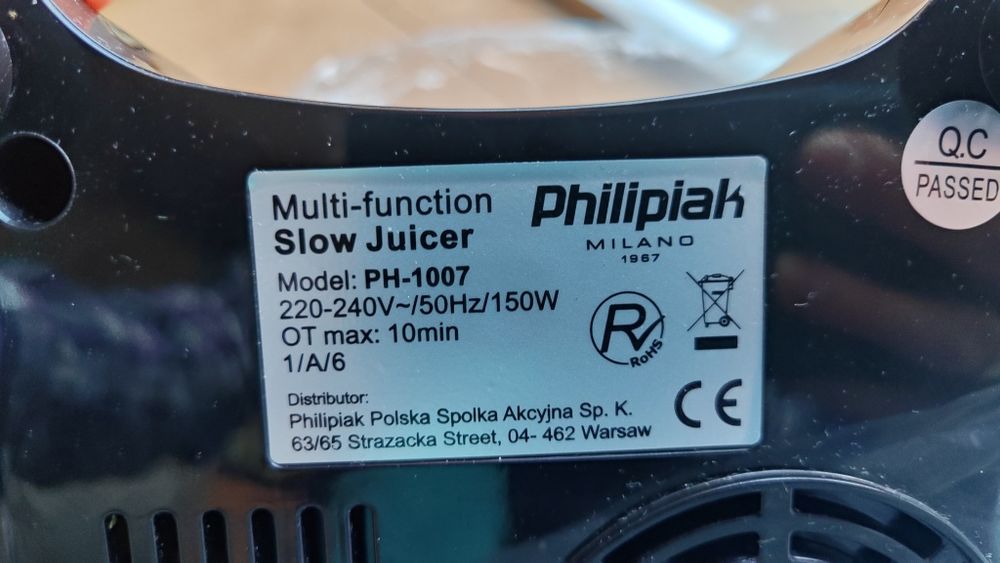 Multi-function
Slow Juicer
Model: PH-1007
220-240V~/50Hz/150W
OT max: 10min
1/A/6
Philipiak
MILANO
1967
RoHS
CE
Distributor:
Philipiak Polska Spolka Akcyjna Sp. K.
63/65 Strazacka Street, 04- 462 Warsaw
Q.C
PASSED